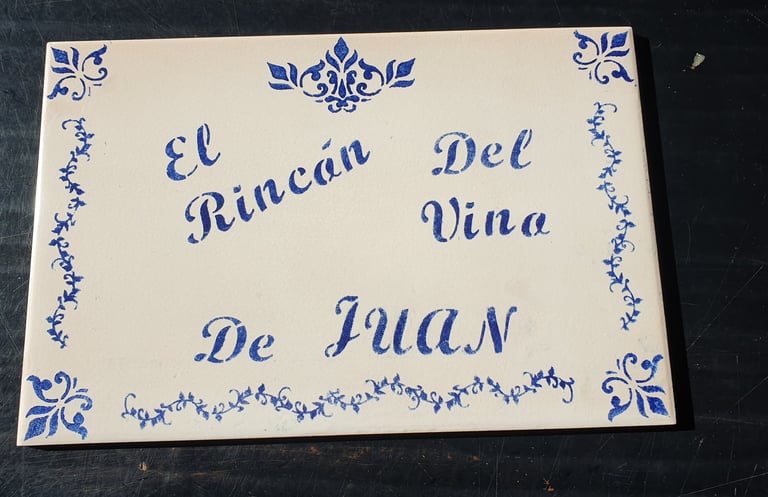 El Rincón
Del Vino
De JUAN